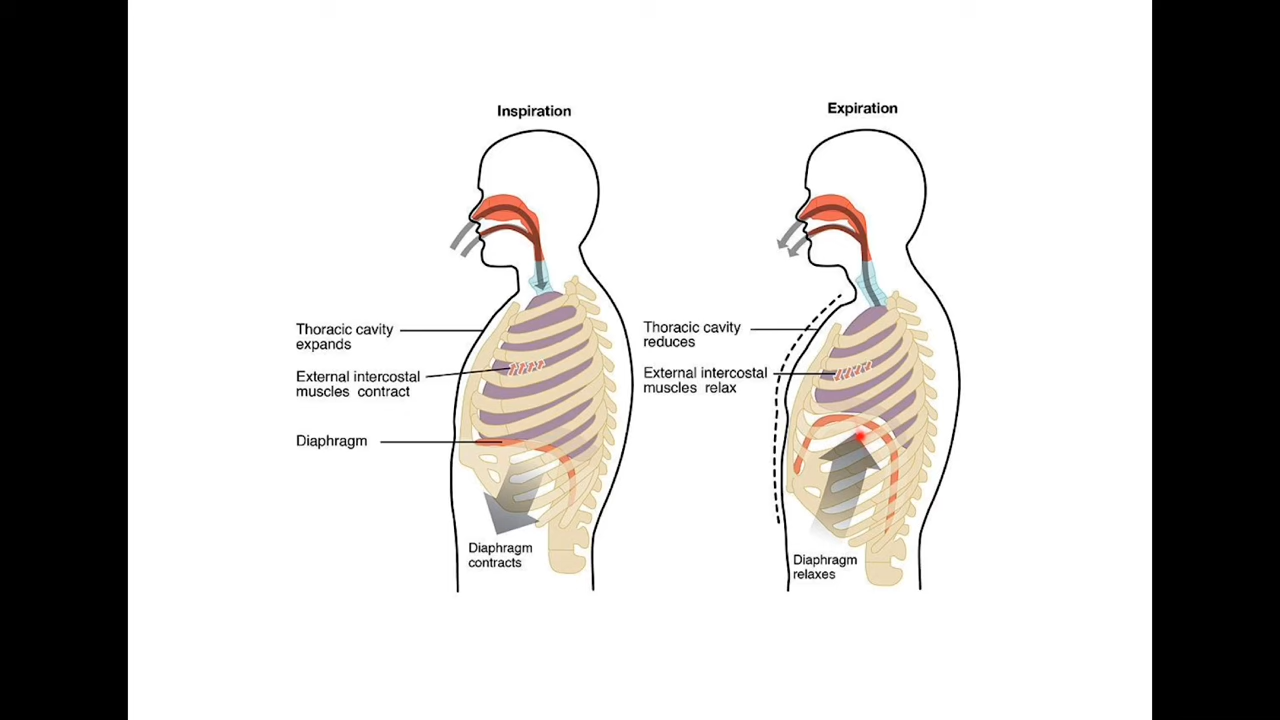 Inspiration
Thoracic cavity
expands
External intercostal
muscles contract
Diaphragm
Diaphragm
contracts
Expiration
Thoracic cavity
reduces
External intercostal
muscles relax
Diaphragm
relaxes